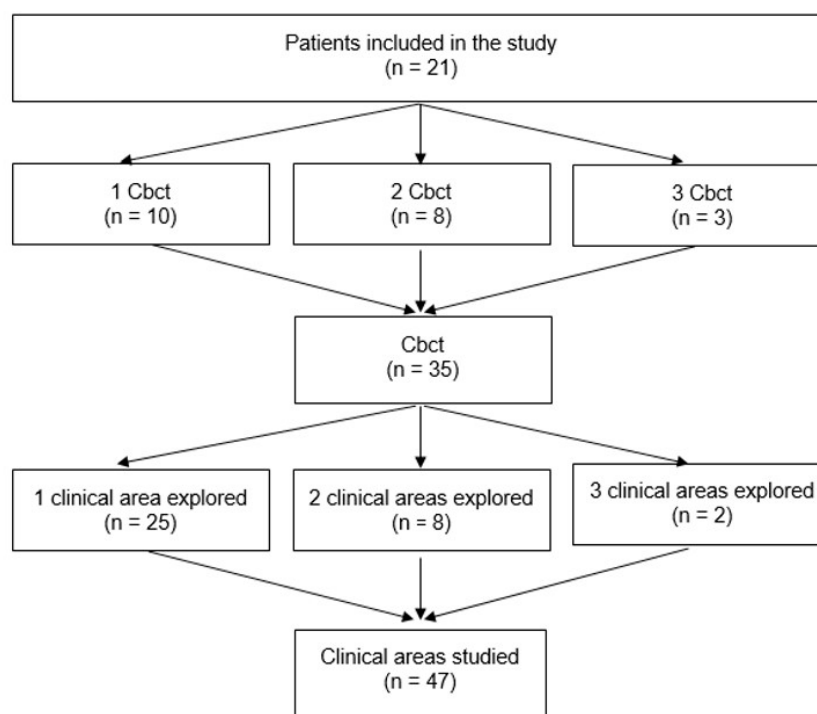 Patients included in the study
(n = 21)
1 Cbct
(n = 10)
2 Cbct
(n = 8)
3 Cbct
(n = 3)
Cbct
(n = 35)
1 clinical area explored
(n = 25)
2 clinical areas explored
(n = 8)
3 clinical areas explored
(n = 2)
Clinical areas studied
(n = 47)